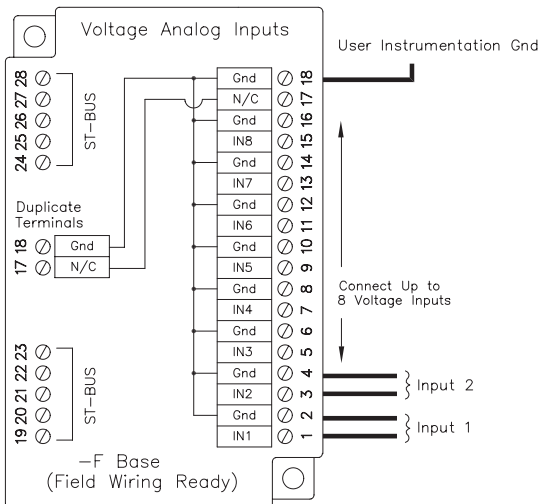 Voltage Analog Inputs
User Instrumentation Gnd
28
27
26
25
24
ST-BUS
Gnd 18
N/C 17
Gnd 16
IN8 15
Gnd 14
IN7 13
Gnd 12
IN6 11
Gnd 10
IN5 9
Gnd 8
IN4 7
Gnd 6
IN3 5
Gnd 4
IN2 3
Gnd 2
IN1 1
Duplicate
Terminals
18 Gnd
17 N/C
Connect Up to
8 Voltage Inputs
23
22
21
20
19
ST-BUS
Input 2
Input 1
-F Base
(Field Wiring Ready)